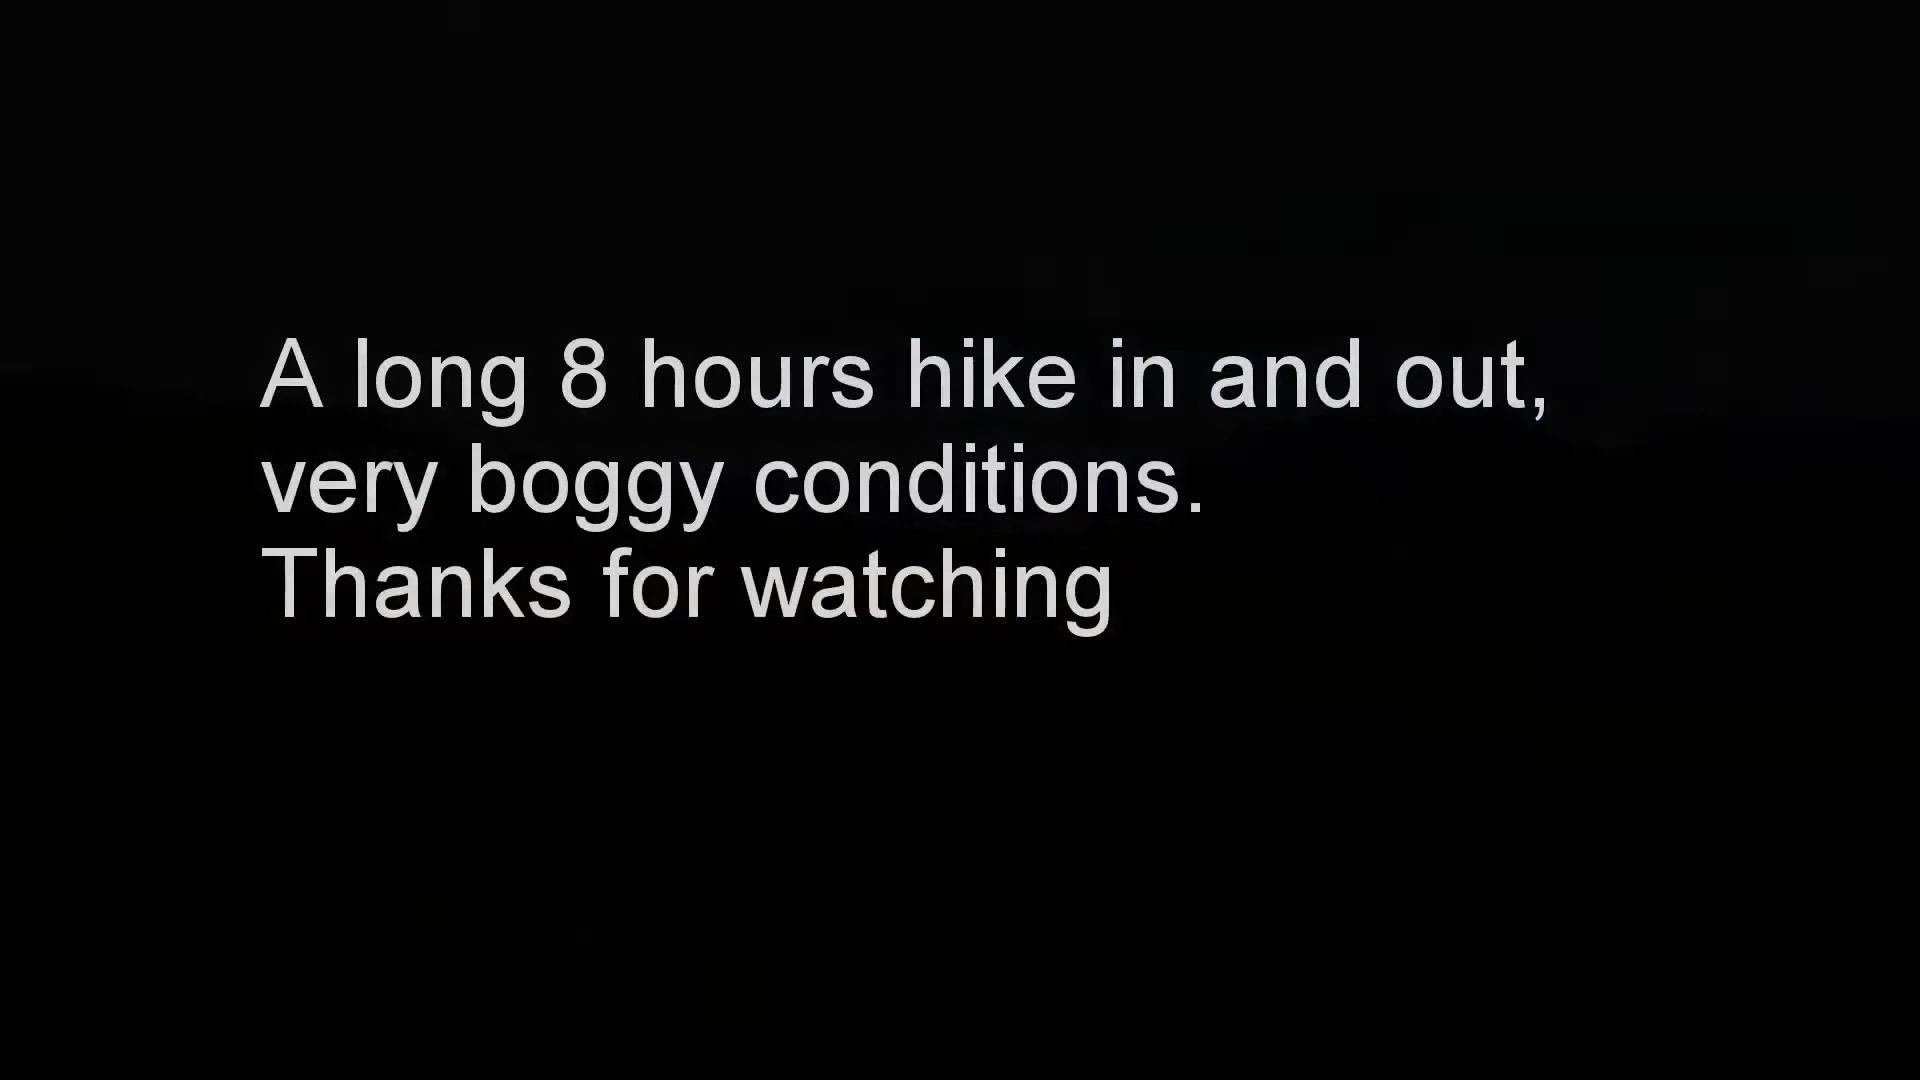 A long 8 hours hike in and out,
very boggy conditions.
Thanks for watching